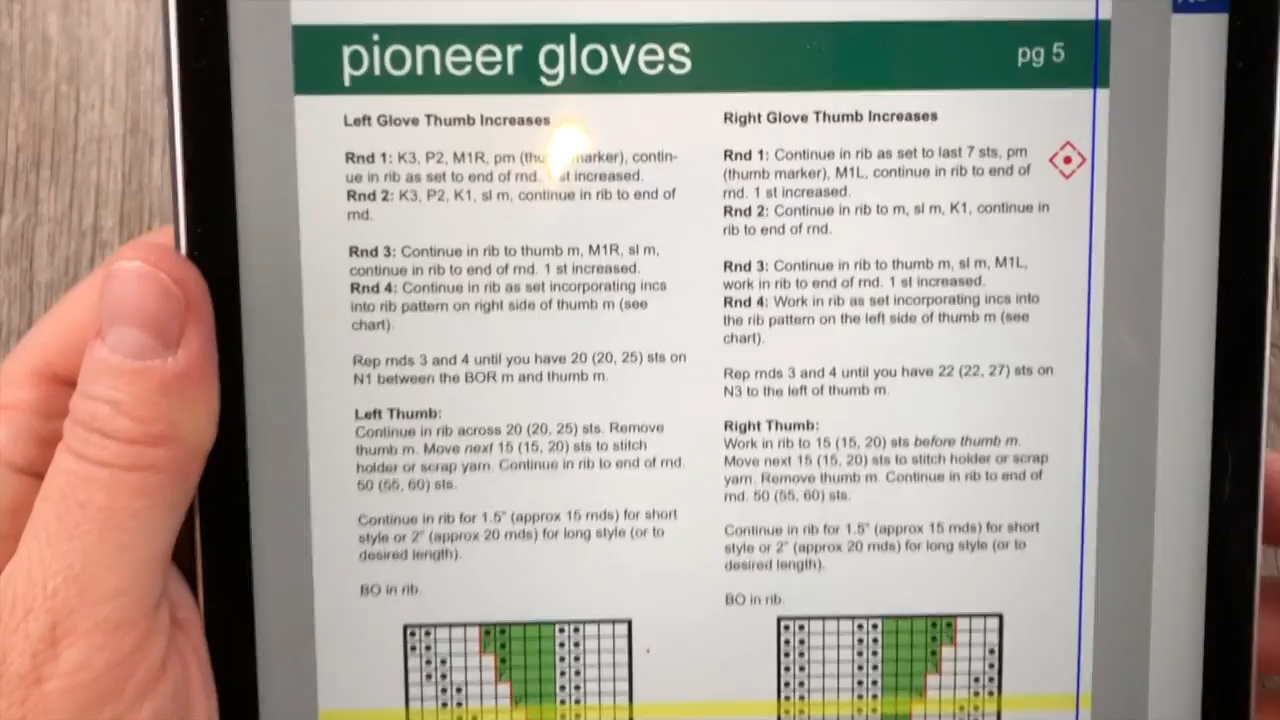 pioneer gloves
pg 5
Left Glove Thumb Increases
Rnd 1: K3, P2, M1R, pm (thu marker), contin-
ue in rib as set to end of rnd. st increased.
Rnd 2: K3, P2, K1, sl m, continue in rib to end of
rnd.
Rnd 3: Continue in rib to thumb m, M1R, sl m,
continue in rib to end of rnd. 1 st increased.
Rnd 4: Continue in rib as set incorporating incs
into rib pattern on right side of thumb m (see
chart).
Rep rnds 3 and 4 until you have 20 (20, 25) sts on
N1 between the BOR m and thumb m.
Left Thumb:
Continue in rib across 20 (20, 25) sts. Remove
thumb m. Move next 15 (15, 20) sts to stitch
holder or scrap yarn. Continue in rib to end of rnd.
50 (55, 60) sts.
Continue in rib for 1.5" (approx 15 rnds) for short
style or 2" (approx 20 rnds) for long style (or to
desired length).
BO in rib.
Right Glove Thumb Increases
Rnd 1: Continue in rib as set to last 7 sts, pm
(thumb marker), M1L, continue in rib to end of
rnd. 1 st increased.
Rnd 2: Continue in rib to m, sl m, K1, continue in
rib to end of rnd.
Rnd 3: Continue in rib to thumb m, sl m, M1L,
work in rib to end of rnd. 1 st increased.
Rnd 4: Work in rib as set incorporating incs into
the rib pattern on the left side of thumb m (see
chart).
Rep rnds 3 and 4 until you have 22 (22, 27) sts on
N3 to the left of thumb m.
Right Thumb:
Work in rib to 15 (15, 20) sts before thumb m.
Move next 15 (15, 20) sts to stitch holder or scrap
yarn. Remove thumb m. Continue in rib to end of
rnd. 50 (55, 60) sts.
Continue in rib for 1.5" (approx 15 rnds) for short
style or 2" (approx 20 rnds) for long style (or to
desired length).
BO in rib.